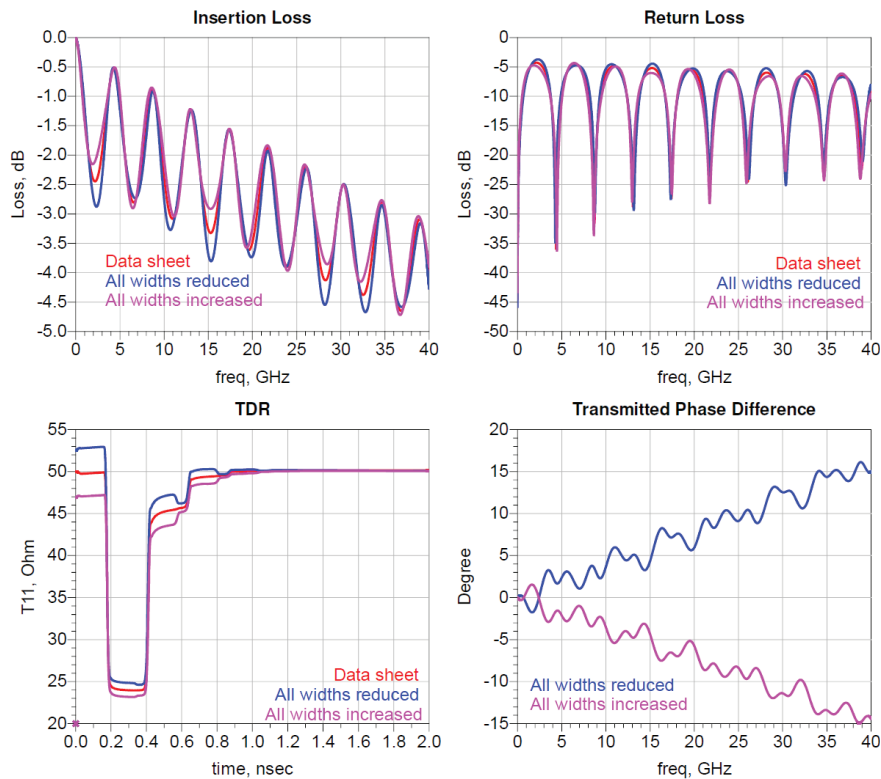 Insertion Loss
0.0
-0.5
-1.0
-1.5
-2.0
-2.5
-3.0
-3.5
-4.0
-4.5
-5.0
Loss, dB
Data sheet
All widths reduced
All widths increased
0 5 10 15 20 25 30 35 40
freq, GHz
Return Loss
0
-5
-10
-15
-20
-25
-30
-35
-40
-45
-50
Loss, dB
Data sheet
All widths reduced
All widths increased
0 5 10 15 20 25 30 35 40
freq, GHz
TDR
55
50
45
40
35
30
25
20
T11, Ohm
Data sheet
All widths reduced
All widths increased
0.0 0.2 0.4 0.6 0.8 1.0 1.2 1.4 1.6 1.8 2.0
time, nsec
Transmitted Phase Difference
20
15
10
5
0
-5
-10
-15
Degree
All widths reduced
All widths increased
0 5 10 15 20 25 30 35 40
freq, GHz